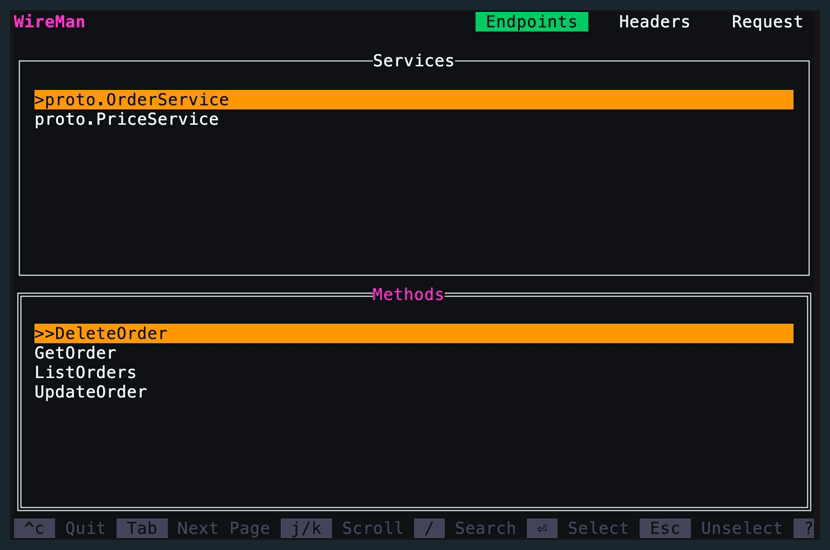 WireMan Endpoints Headers Request
Services
>proto.OrderService
proto.PriceService
Methods
>>DeleteOrder
GetOrder
ListOrders
UpdateOrder
^c Quit Tab Next Page j/k Scroll / Search ⏎ Select Esc Unselect ?